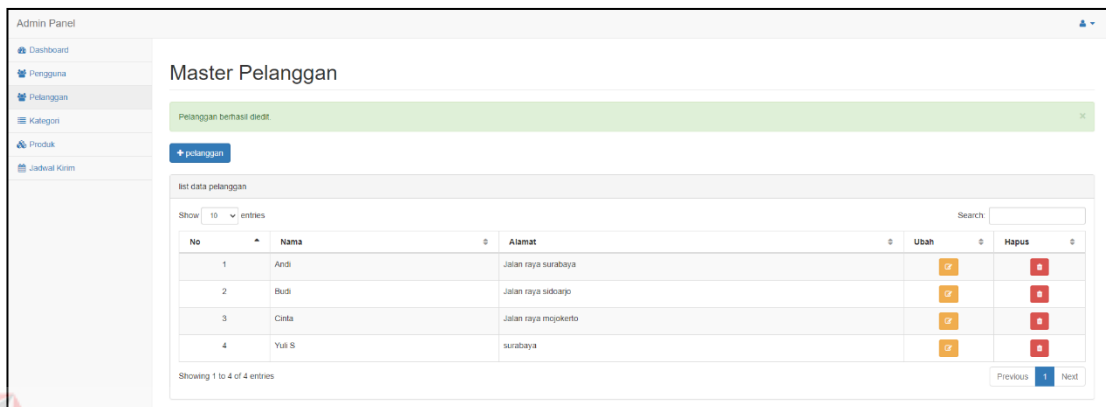 Admin Panel
Dashboard
Pengguna
Pelanggan
Kategori
Produk
Jadwal Kirim
Master Pelanggan
Pelanggan berhasil diedit.
×
+ pelanggan
list data pelanggan
Show 10 entries Search:
No Nama Alamat Ubah Hapus
1 Andi Jalan raya surabaya
2 Budi Jalan raya sidoarjo
3 Cinta Jalan raya mojokerto
4 Yuli S surabaya
Showing 1 to 4 of 4 entries Previous 1 Next